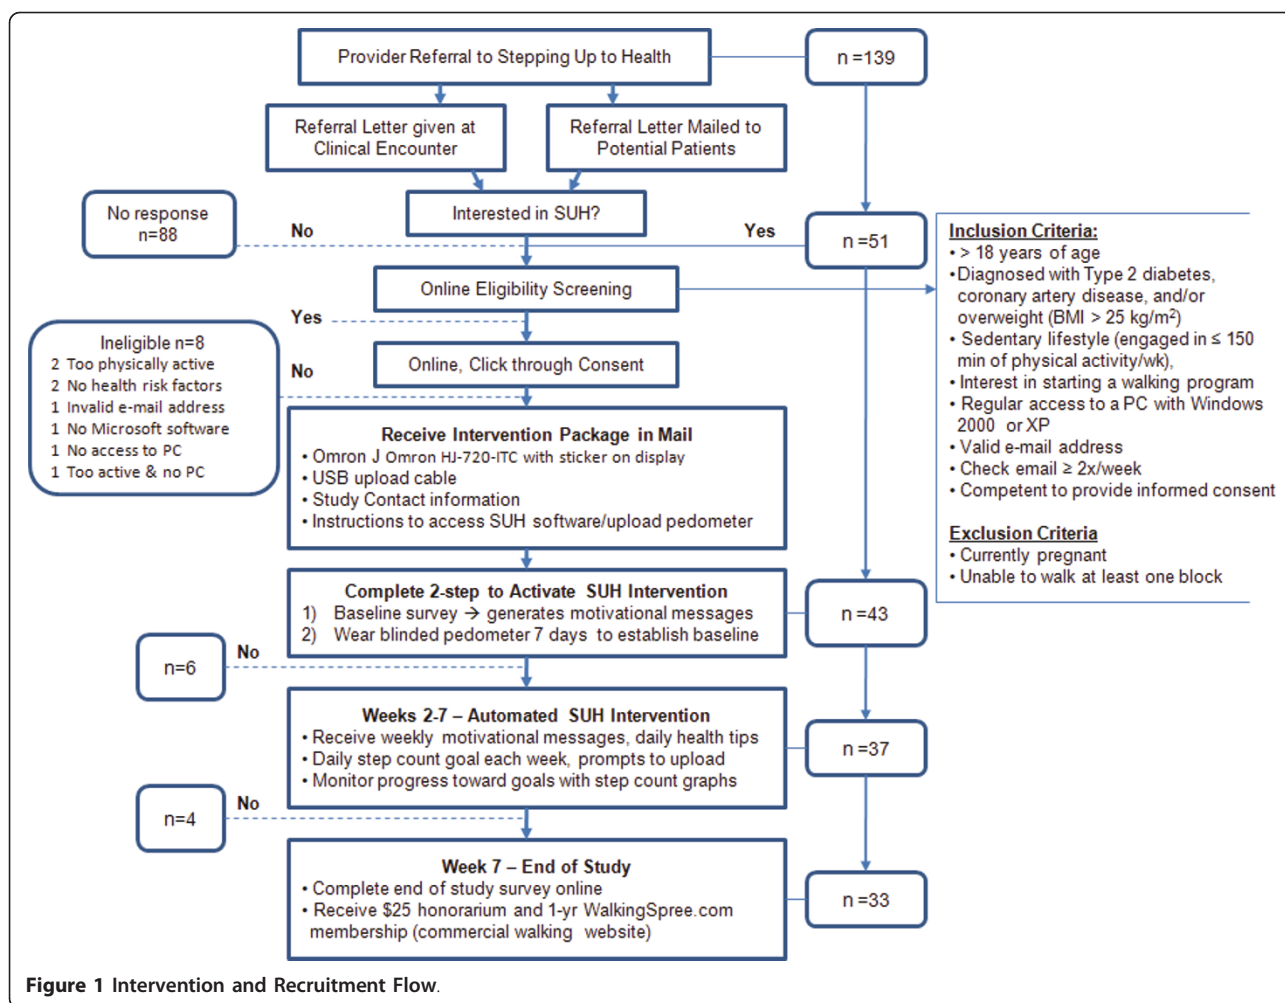 Provider Referral to Stepping Up to Health
n =139
Referral Letter given at
Clinical Encounter
Referral Letter Mailed to
Potential Patients
No response
n=88
No
Interested in SUH?
Yes
n =51
Online Eligibility Screening
Yes
Inclusion Criteria:
• > 18 years of age
• Diagnosed with Type 2 diabetes,
coronary artery disease, and/or
overweight (BMI > 25 kg/m²)
• Sedentary lifestyle (engaged in ≤ 150
min of physical activity/wk),
• Interest in starting a walking program
• Regular access to a PC with Windows
2000 or XP
• Valid e-mail address
• Check email ≥ 2x/week
• Competent to provide informed consent
Exclusion Criteria
• Currently pregnant
• Unable to walk at least one block
Ineligible n=8
2 Too physically active
2 No health risk factors
1 Invalid e-mail address
1 No Microsoft software
1 No access to PC
1 Too active & no PC
No
Online, Click through Consent
Receive Intervention Package in Mail
• Omron J Omron HJ-720-ITC with sticker on display
• USB upload cable
• Study Contact information
• Instructions to access SUH software/upload pedometer
Complete 2-step to Activate SUH Intervention
1) Baseline survey → generates motivational messages
2) Wear blinded pedometer 7 days to establish baseline
n =43
n=6
No
Weeks 2-7 – Automated SUH Intervention
• Receive weekly motivational messages, daily health tips
• Daily step count goal each week, prompts to upload
• Monitor progress toward goals with step count graphs
n =37
n=4
No
Week 7 – End of Study
• Complete end of study survey online
• Receive $25 honorarium and 1-yr WalkingSpree.com
membership (commercial walking website)
n =33
Figure 1 Intervention and Recruitment Flow.